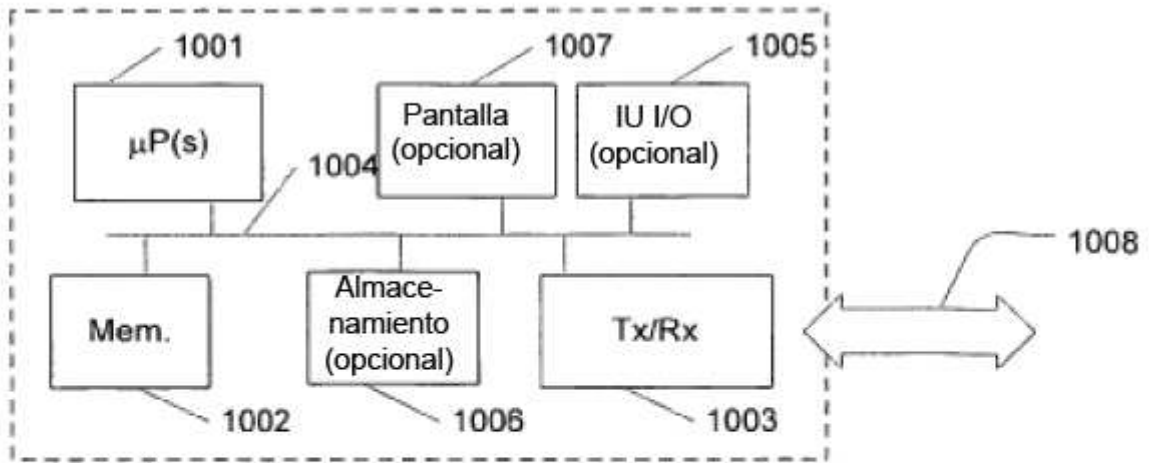 1001
1007
1005
μP(s)
Pantalla
(opcional)
IU I/O
(opcional)
1004
1008
Mem.
Almace-
namiento
(opcional)
Tx/Rx
1002
1006
1003